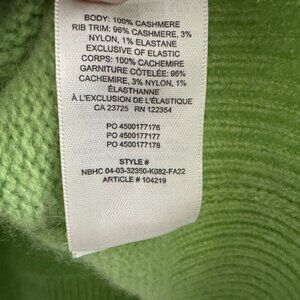 BODY: 100% CASHMERE
RIB TRIM: 96% CASHMERE, 3%
NYLON, 1% ELASTANE
EXCLUSIVE OF ELASTIC
CORPS: 100% CACHEMIRE
GARNITURE CÔTELÉE: 96%
CACHEMIRE, 3% NYLON, 1%
ÉLASTHANNE
À L'EXCLUSION DE L'ÉLASTIQUE
CA 23725 RN 122354
PO 4500177176
PO 4500177177
PO 4500177178
STYLE #
NBHC 04-03-32350-K082-FA22
ARTICLE # 104219